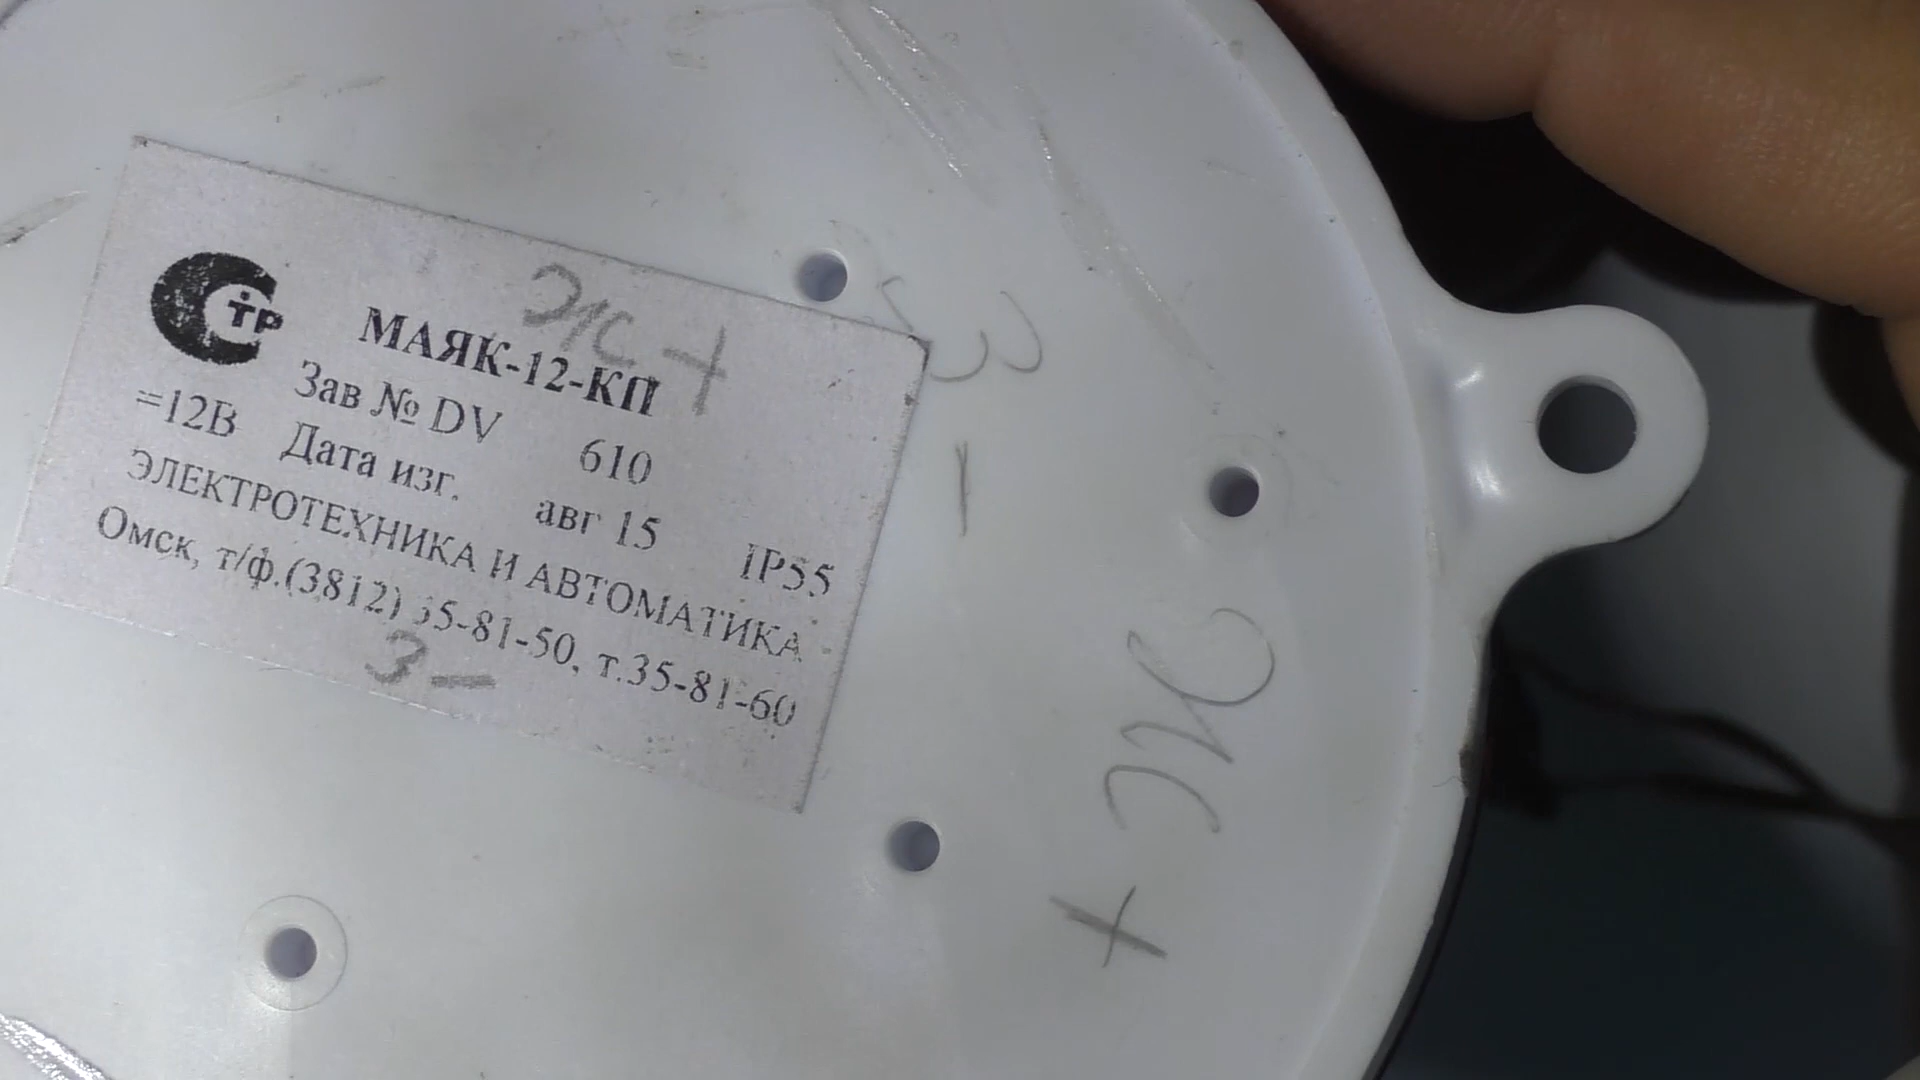 СТР
Ж +
МАЯК-12-КП
Зав № DV 610
=12В Дата изг. авг 15 IP55
ЭЛЕКТРОТЕХНИКА И АВТОМАТИКА
Омск, т/ф.(3812) 35-81-50, т.35-81-60
З -
З -
Ж +